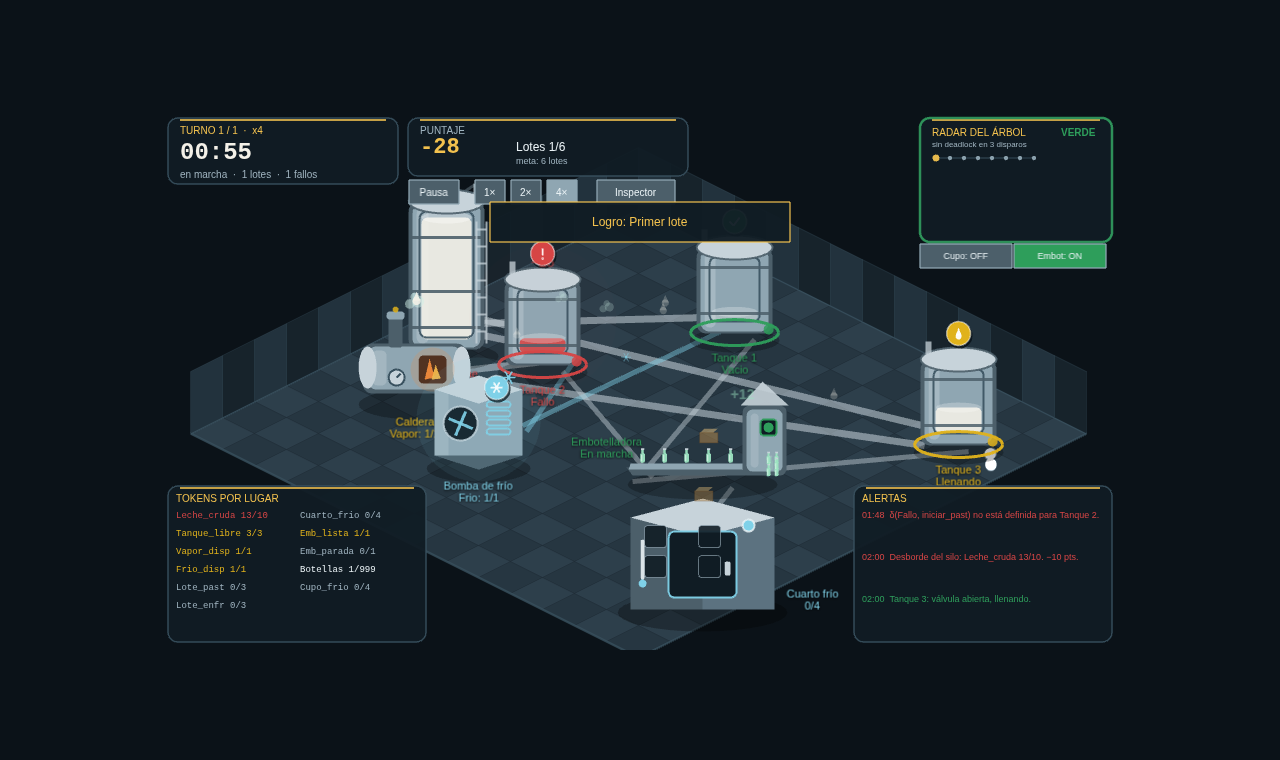 TURNO 1 / 1 · x4
00:55
en marcha · 1 lotes · 1 fallos
PUNTAJE
-28
Lotes 1/6
meta: 6 lotes
RADAR DEL ÁRBOL
VERDE
sin deadlock en 3 disparos
Pausa
1×
2×
4×
Inspector
Logro: Primer lote
Cupo: OFF
Embot: ON
Tanque 1
Vacío
Fallo
+12
Caldera
Embotelladora
En marcha
Tanque 3
Llenando
Bomba de frío
Frio: 1/1
Cuarto frío
0/4
TOKENS POR LUGAR
Leche_cruda 13/10
Cuarto_frio 0/4
Tanque_libre 3/3
Emb_lista 1/1
Vapor_disp 1/1
Emb_parada 0/1
Frio_disp 1/1
Botellas 1/999
Lote_past 0/3
Cupo_frio 0/4
Lote_enfr 0/3
ALERTAS
01:48 δ(Fallo, iniciar_past) no está definida para Tanque 2.
02:00 Desborde del silo: Leche_cruda 13/10. −10 pts.
02:00 Tanque 3: válvula abierta, llenando.